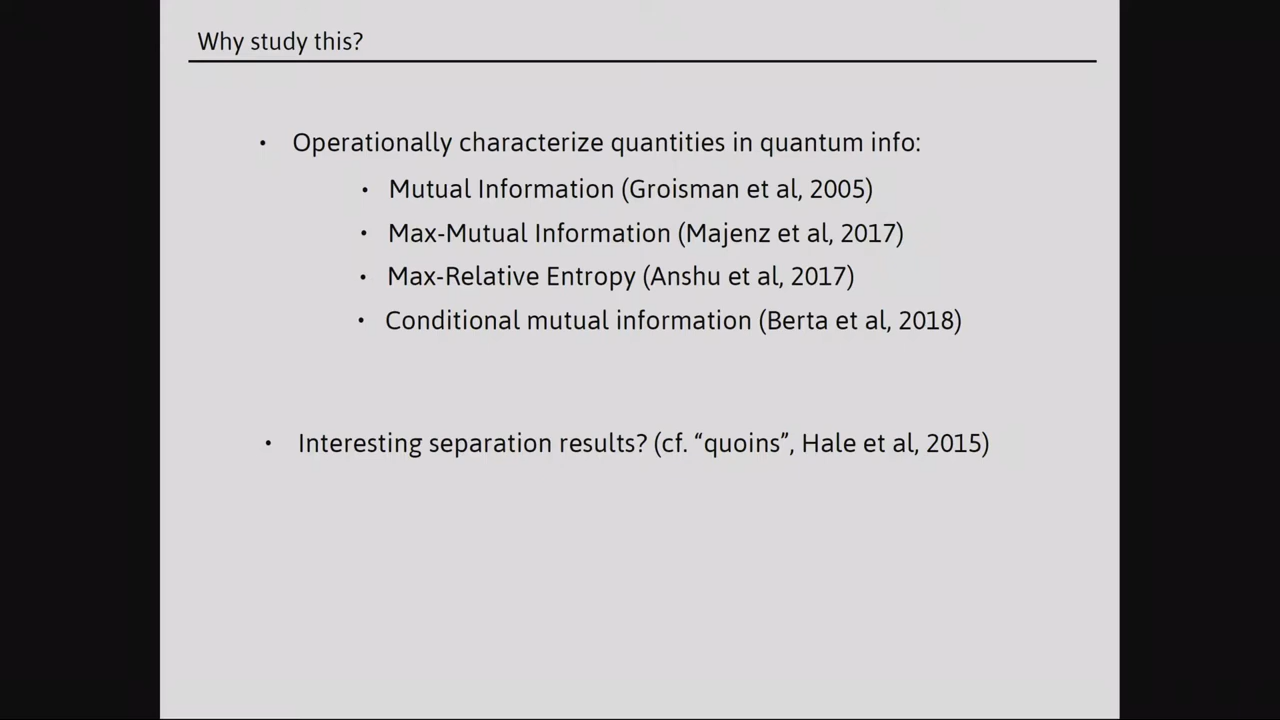 Why study this?
• Operationally characterize quantities in quantum info:
• Mutual Information (Groisman et al, 2005)
• Max-Mutual Information (Majenz et al, 2017)
• Max-Relative Entropy (Anshu et al, 2017)
• Conditional mutual information (Berta et al, 2018)
• Interesting separation results? (cf. “quoins”, Hale et al, 2015)